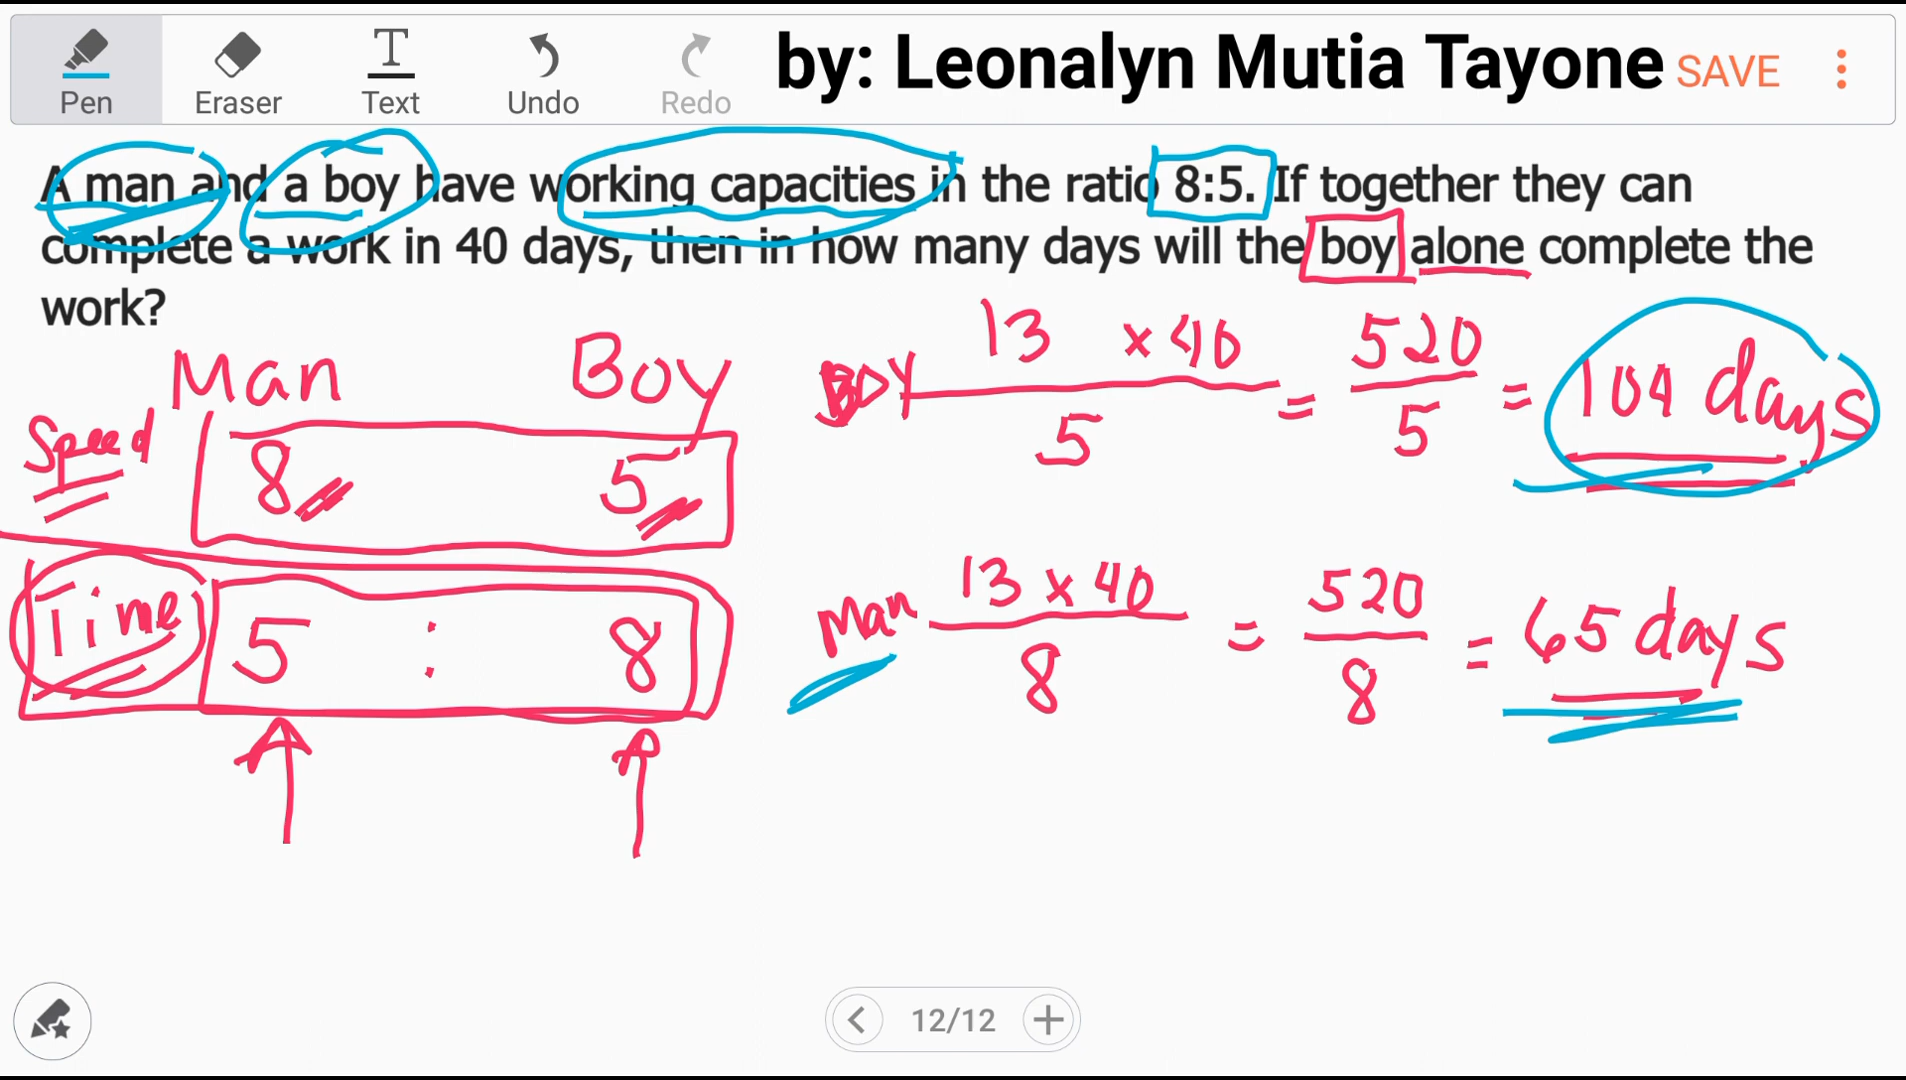 Pen Eraser Text Undo Redo by: Leonalyn Mutia Tayone SAVE
A man and a boy have working capacities in the ratio 8:5. If together they can
complete a work in 40 days, then in how many days will the boy alone complete the
work?
Man Boy
Speed 8 5
Time 5 : 8
BOY 13 × 40 / 5 = 520 / 5 = 104 days
Man 13 × 40 / 8 = 520 / 8 = 65 days
12/12